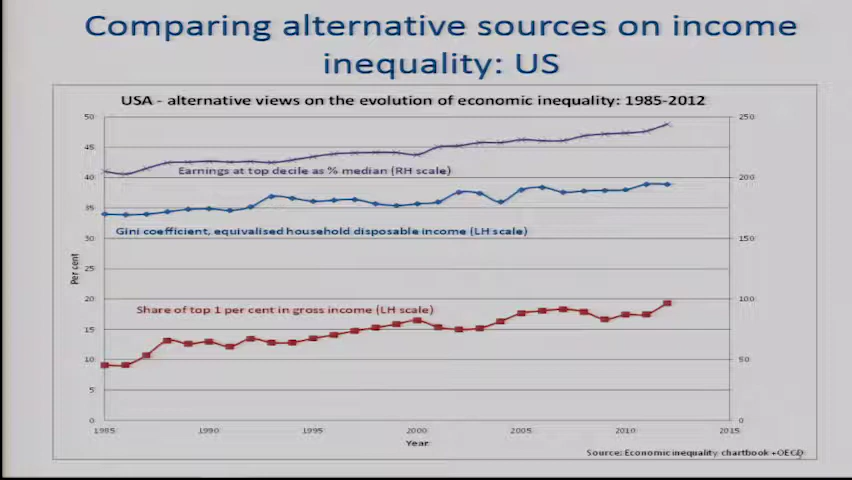 Comparing alternative sources on income
inequality: US
USA - alternative views on the evolution of economic inequality: 1985-2012
50
250
45
Earnings at top decile as % median (RH scale)
40
200
35
Gini coefficient, equivalised household disposable income (LH scale)
30
150
25
Per cent
20
100
Share of top 1 per cent in gross income (LH scale)
15
10
50
5
0
0
1985
1990
1995
2000
2005
2010
2015
Year
Source: Economic inequality chartbook +OECD